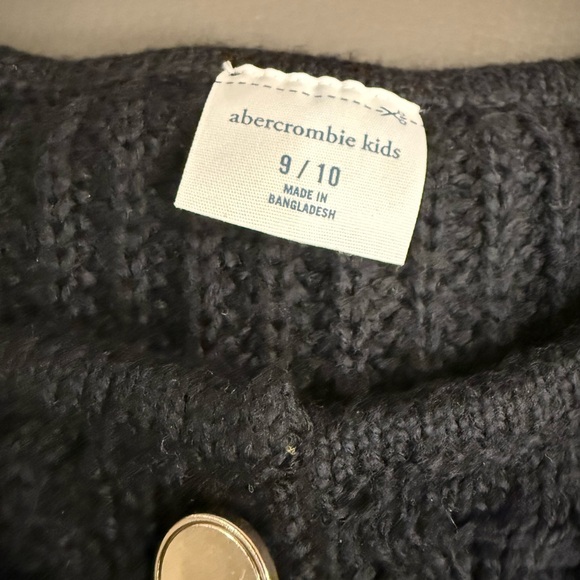 abercrombie kids
9 / 10
MADE IN
BANGLADESH